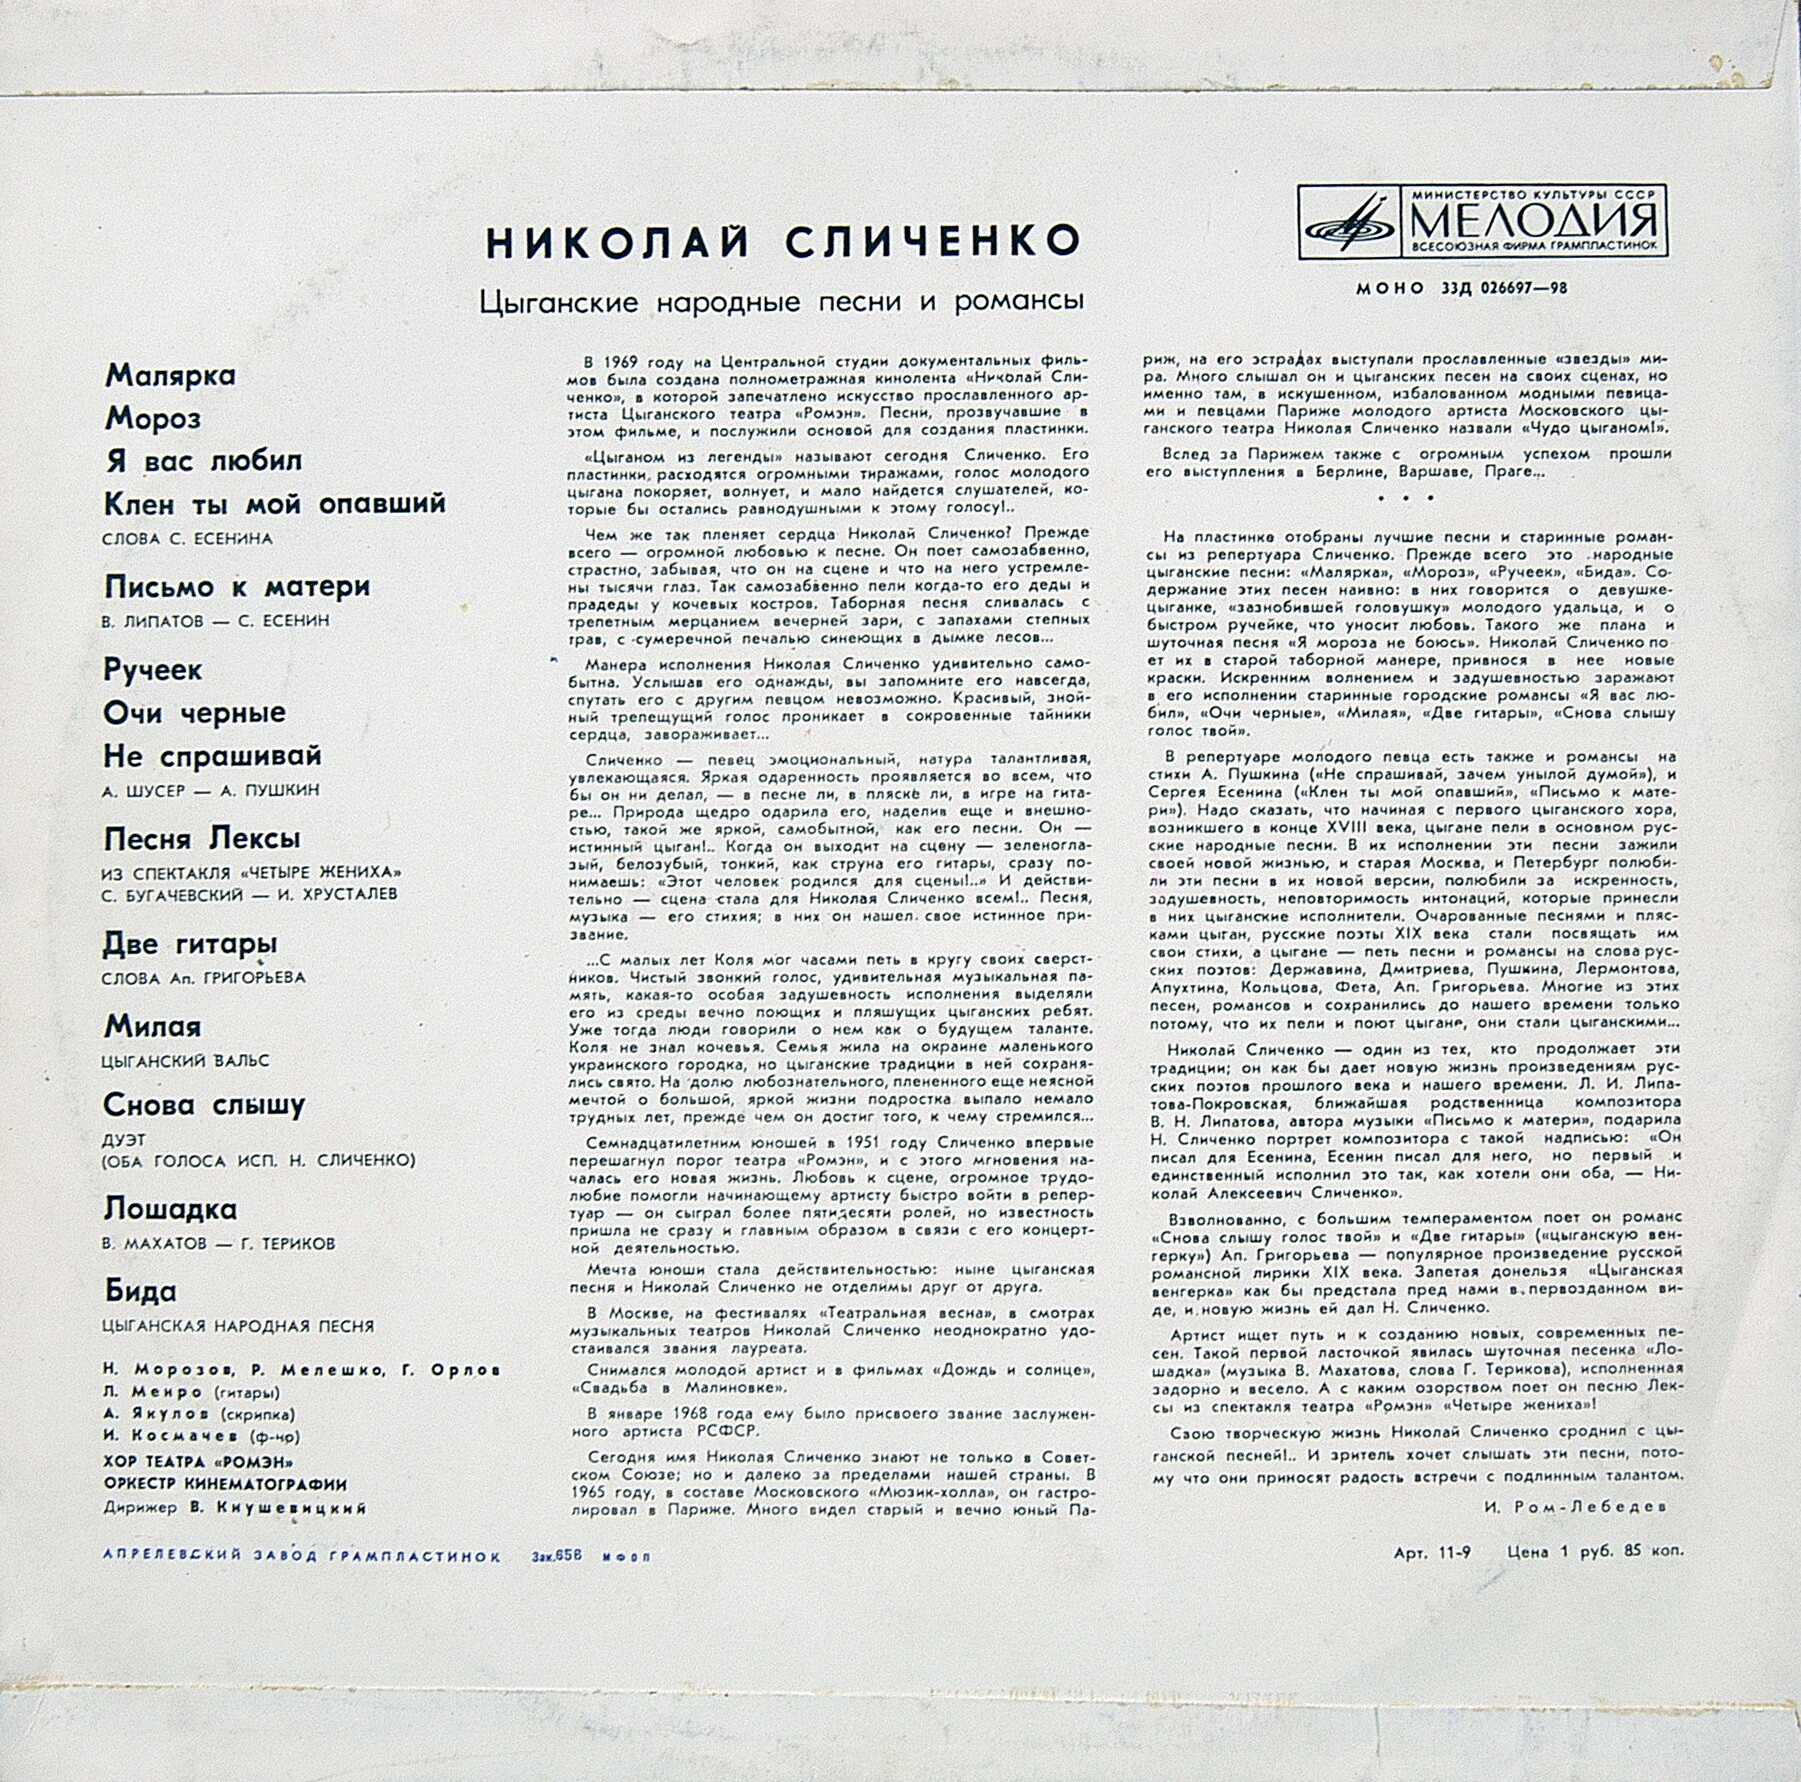 МИНИСТЕРСТВО КУЛЬТУРЫ СССР
МЕЛОДИЯ
ВСЕСОЮЗНАЯ ФИРМА ГРАМПЛАСТИНОК
МОНО 33Д 026697—98
НИКОЛАЙ СЛИЧЕНКО
Цыганские народные песни и романсы
Малярка
Мороз
Я вас любил
Клен ты мой опавший
СЛОВА С. ЕСЕНИНА
Письмо к матери
В. ЛИПАТОВ — С. ЕСЕНИН
Ручеек
Очи черные
Не спрашивай
А. ШУСЕР — А. ПУШКИН
Песня Лексы
ИЗ СПЕКТАКЛЯ «ЧЕТЫРЕ ЖЕНИХА»
С. БУГАЧЕВСКИЙ — И. ХРУСТАЛЕВ
Две гитары
СЛОВА Ап. ГРИГОРЬЕВА
Милая
ЦЫГАНСКИЙ ВАЛЬС
Снова слышу
ДУЭТ
(ОБА ГОЛОСА ИСП. Н. СЛИЧЕНКО)
Лошадка
В. МАХАТОВ — Г. ТЕРИКОВ
Бида
ЦЫГАНСКАЯ НАРОДНАЯ ПЕСНЯ
Н. Морозов, Р. Мелешко, Г. Орлов
Л. Меиро (гитары)
А. Якулов (скрипка)
И. Космачев (ф-но)
ХОР ТЕАТРА «РОМЭН»
ОРКЕСТР КИНЕМАТОГРАФИИ
Дирижер В. Кнушевицкий
В 1969 году на Центральной студии документальных филь-
мов была создана полнометражная кинолента «Николай Сли-
ченко», в которой запечатлено искусство прославленного ар-
тиста Цыганского театра «Ромэн». Песни, прозвучавшие в
этом фильме, и послужили основой для создания пластинки.
«Цыганом из легенды» называют сегодня Сличенко. Его
пластинки расходятся огромными тиражами, голос молодого
цыгана покоряет, волнует, и мало найдется слушателей, ко-
торые бы остались равнодушными к этому голосу!..
Чем же так пленяет сердца Николай Сличенко? Прежде
всего — огромной любовью к песне. Он поет самозабвенно,
страстно, забывая, что он на сцене и что на него устремле-
ны тысячи глаз. Так самозабвенно пели когда-то его деды и
прадеды у кочевых костров. Таборная песня сливалась с
трепетным мерцанием вечерней зари, с запахами степных
трав, с сумеречной печалью синеющих в дымке лесов...
Манера исполнения Николая Сличенко удивительно само-
бытна. Услышав его однажды, вы запомните его навсегда,
спутать его с другим певцом невозможно. Красивый, зной-
ный трепещущий голос проникает в сокровенные тайники
сердца, завораживает...
Сличенко — певец эмоциональный, натура талантливая,
увлекающаяся. Яркая одаренность проявляется во всем, что
бы он ни делал, — в песне ли, в пляске ли, в игре на гита-
ре... Природа щедро одарила его, наделив еще и внешно-
стью, такой же яркой, самобытной, как его песни. Он —
истинный цыган!.. Когда он выходит на сцену — зеленогла-
зый, белозубый, тонкий, как струна его гитары, сразу по-
нимаешь: «Этот человек родился для сцены!..» И действи-
тельно — сцена стала для Николая Сличенко всем!.. Песня,
музыка — его стихия; в них он нашел свое истинное при-
звание.
...С малых лет Коля мог часами петь в кругу своих сверст-
ников. Чистый звонкий голос, удивительная музыкальная па-
мять, какая-то особая задушевность исполнения выделяли
его из среды вечно поющих и пляшущих цыганских ребят.
Уже тогда люди говорили о нем как о будущем таланте.
Коля не знал кочевья. Семья жила на окраине маленького
украинского городка, но цыганские традиции в ней сохраня-
лись свято. На долю любознательного, плененного еще неясной
мечтой о большой, яркой жизни подростка выпало немало
трудных лет, прежде чем он достиг того, к чему стремился...
Семнадцатилетним юношей в 1951 году Сличенко впервые
перешагнул порог театра «Ромэн», и с этого мгновения на-
чалась его новая жизнь. Любовь к сцене, огромное трудо-
любие помогли начинающему артисту быстро войти в репер-
туар — он сыграл более пятидесяти ролей, но известность
пришла не сразу и главным образом в связи с его концерт-
ной деятельностью.
Мечта юноши стала действительностью: ныне цыганская
песня и Николай Сличенко не отделимы друг от друга.
В Москве, на фестивалях «Театральная весна», в смотрах
музыкальных театров Николай Сличенко неоднократно удо-
стаивался звания лауреата.
Снимался молодой артист и в фильмах «Дождь и солнце»,
«Свадьба в Малиновке».
В январе 1968 года ему было присвоего звание заслужен-
ного артиста РСФСР.
Сегодня имя Николая Сличенко знают не только в Совет-
ском Союзе; но и далеко за пределами нашей страны. В
1965 году, в составе Московского «Мюзик-холла», он гастро-
лировал в Париже. Много видел старый и вечно юный Па-
риж, на его эстрадах выступали прославленные «звезды» ми-
ра. Много слышал он и цыганских песен на своих сценах, но
именно там, в искушенном, избалованном модными певица-
ми и певцами Париже молодого артиста Московского цы-
ганского театра Николая Сличенко назвали «Чудо цыганом!».
Вслед за Парижем также с огромным успехом прошли
его выступления в Берлине, Варшаве, Праге...
• • •
На пластинке отобраны лучшие песни и старинные роман-
сы из репертуара Сличенко. Прежде всего это народные
цыганские песни: «Малярка», «Мороз», «Ручеек», «Бида». Со-
держание этих песен наивно: в них говорится о девушке-
цыганке, «зазнобившей головушку» молодого удальца, и о
быстром ручейке, что уносит любовь. Такого же плана и
шуточная песня «Я мороза не боюсь». Николай Сличенко по
ет их в старой таборной манере, привнося в нее новые
краски. Искренним волнением и задушевностью заражают
в его исполнении старинные городские романсы «Я вас лю-
бил», «Очи черные», «Милая», «Две гитары», «Снова слышу
голос твой».
В репертуаре молодого певца есть также и романсы на
стихи А. Пушкина («Не спрашивай, зачем унылой думой»), и
Сергея Есенина («Клен ты мой опавший», «Письмо к мате-
ри»). Надо сказать, что начиная с первого цыганского хора,
возникшего в конце XVIII века, цыгане пели в основном рус-
ские народные песни. В их исполнении эти песни зажили
своей новой жизнью, и старая Москва, и Петербург полюби-
ли эти песни в их новой версии, полюбили за искренность,
задушевность, неповторимость интонаций, которые принесли
в них цыганские исполнители. Очарованные песнями и пляс-
ками цыган, русские поэты XIX века стали посвящать им
свои стихи, а цыгане — петь песни и романсы на слова рус-
ских поэтов: Державина, Дмитриева, Пушкина, Лермонтова,
Апухтина, Кольцова, Фета, Ап. Григорьева. Многие из этих
песен, романсов и сохранились до нашего времени только
потому, что их пели и поют цыгане, они стали цыганскими...
Николай Сличенко — один из тех, кто продолжает эти
традиции; он как бы дает новую жизнь произведениям рус-
ских поэтов прошлого века и нашего времени. Л. И. Липа-
това-Покровская, ближайшая родственница композитора
В. Н. Липатова, автора музыки «Письмо к матери», подарила
Н. Сличенко портрет композитора с такой надписью: «Он
писал для Есенина, Есенин писал для него, но первый и
единственный исполнил это так, как хотели они оба, — Ни-
колай Алексеевич Сличенко».
Взволнованно, с большим темпераментом поет он романс
«Снова слышу голос твой» и «Две гитары» («цыганскую вен-
герку») Ап. Григорьева — популярное произведение русской
романсной лирики XIX века. Запетая донельзя «Цыганская
венгерка» как бы предстала пред нами в первозданном ви-
де, и новую жизнь ей дал Н. Сличенко.
Артист ищет путь и к созданию новых, современных пе-
сен. Такой первой ласточкой явилась шуточная песенка «Ло-
шадка» (музыка В. Махатова, слова Г. Терикова), исполненная
задорно и весело. А с каким озорством поет он песню Лек-
сы из спектакля театра «Ромэн» «Четыре жениха»!
Свою творческую жизнь Николай Сличенко сроднил с цы-
ганской песней!.. И зритель хочет слышать эти песни, пото-
му что они приносят радость встречи с подлинным талантом.
И. Ром-Лебедев
АПРЕЛЕВСКИЙ ЗАВОД ГРАМПЛАСТИНОК Зак.656 МФОП
Арт. 11-9 Цена 1 руб. 85 коп.